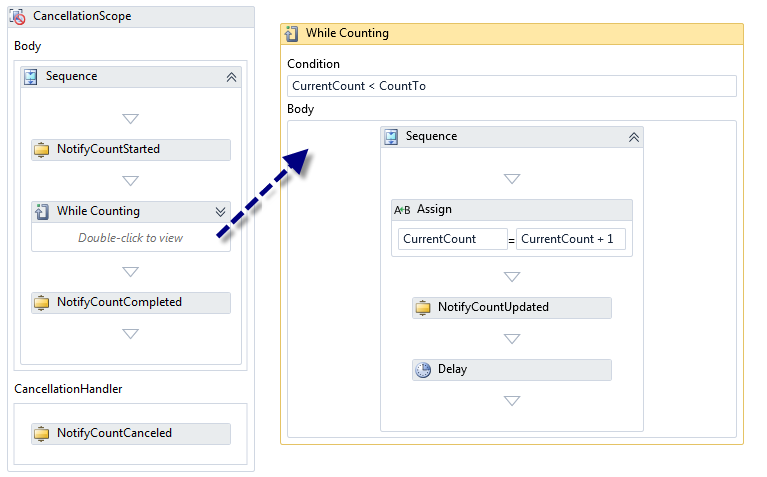 CancellationScope
Body
Sequence
NotifyCountStarted
While Counting
Double-click to view
NotifyCountCompleted
CancellationHandler
NotifyCountCanceled
While Counting
Condition
CurrentCount < CountTo
Body
Sequence
A+B Assign
CurrentCount = CurrentCount + 1
NotifyCountUpdated
Delay